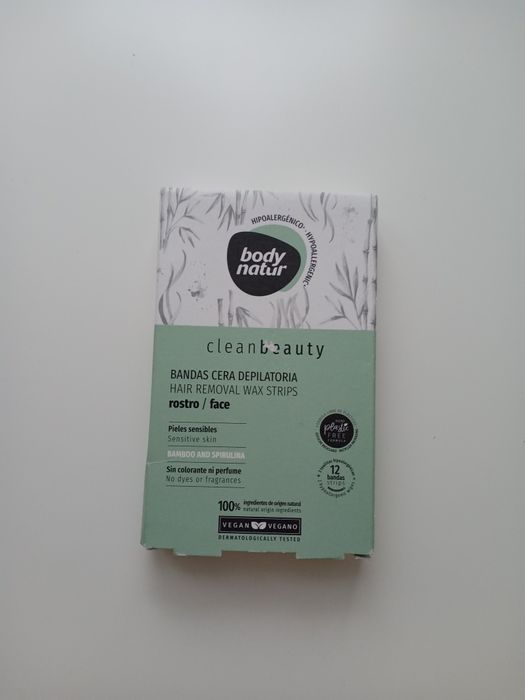 HIPOALERGÉNICO* · HYPOALLERGENIC*
body
natur
cleanbeauty
BANDAS CERA DEPILATORIA
HAIR REMOVAL WAX STRIPS
rostro / face
Pieles sensibles
Sensitive skin
BAMBOO AND SPIRULINA
Sin colorante ni perfume
No dyes or fragrances
plastic
FREE
FORMULA
12
bandas
strips
100% ingredientes de origen natural
natural origin ingredients
VEGAN VEGANO
DERMATOLOGICALLY TESTED